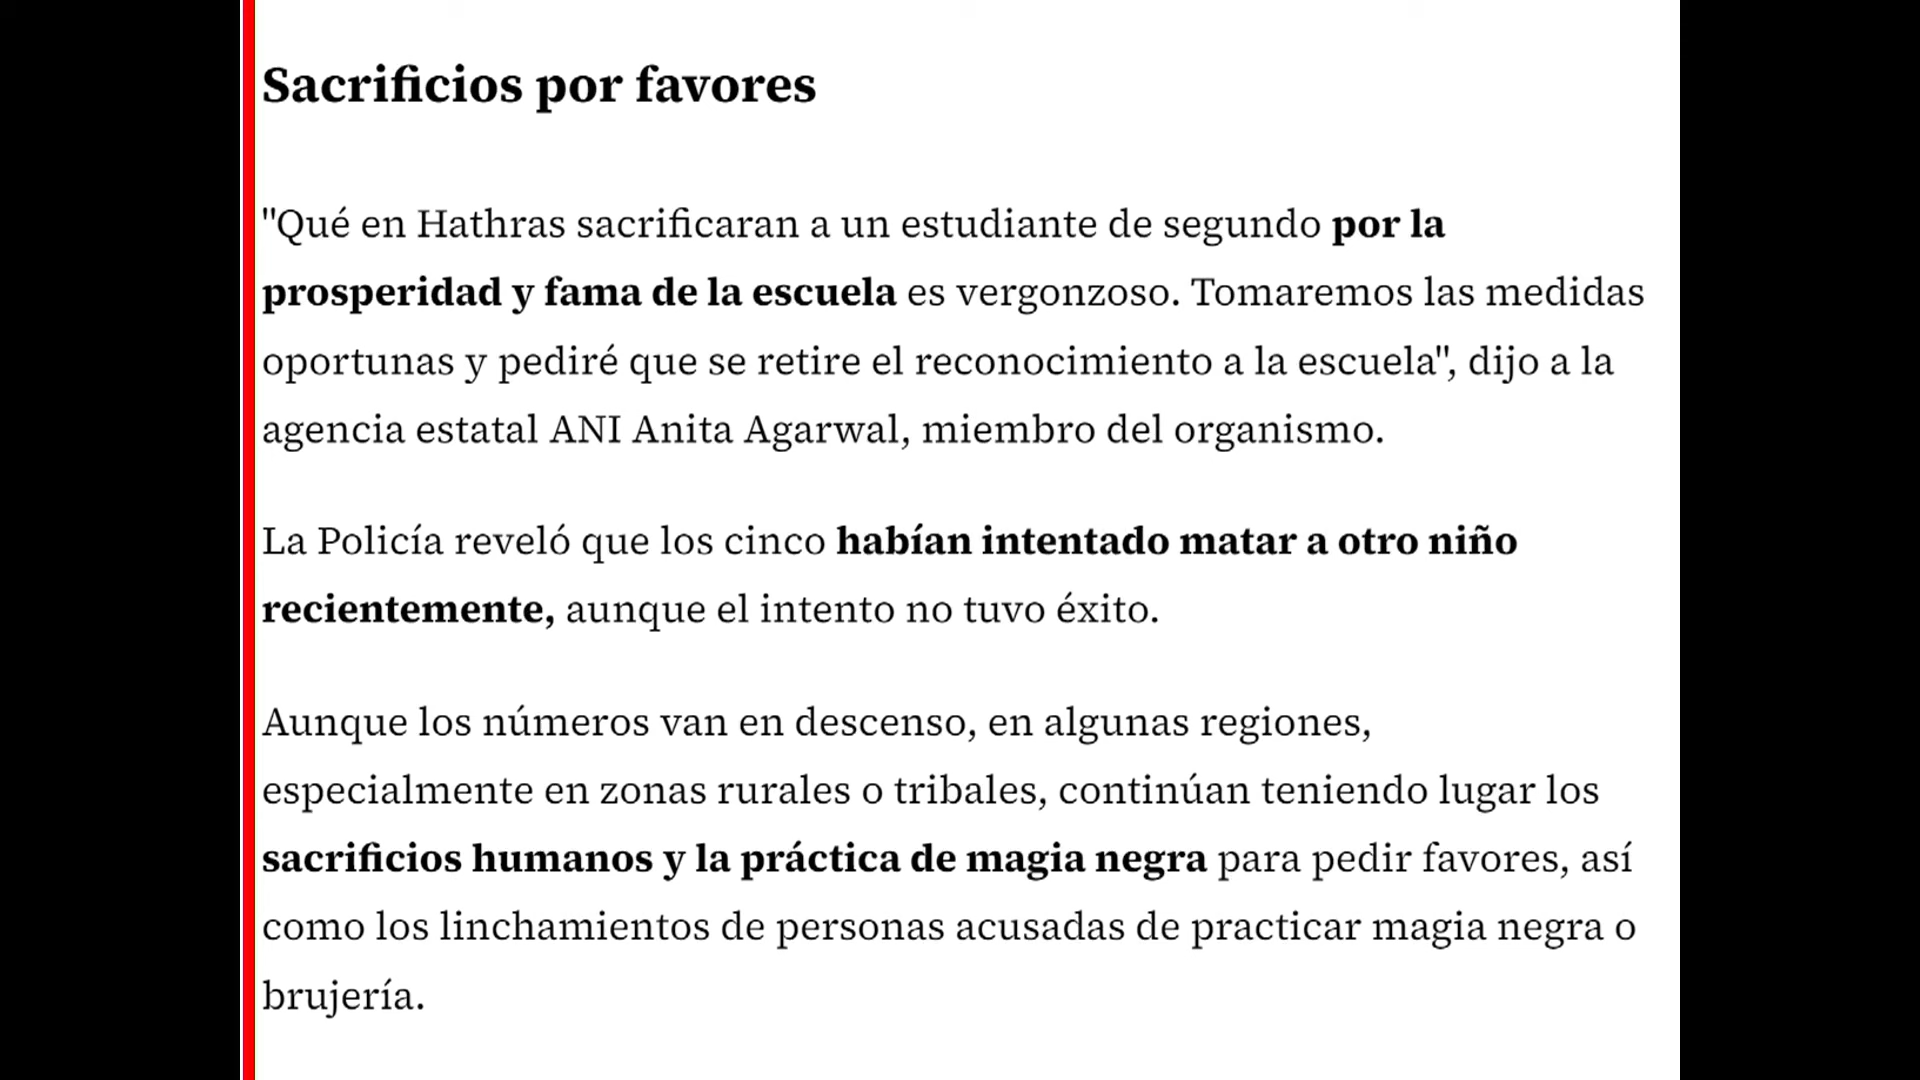 Sacrificios por favores
"Qué en Hathras sacrificaran a un estudiante de segundo por la
prosperidad y fama de la escuela es vergonzoso. Tomaremos las medidas
oportunas y pediré que se retire el reconocimiento a la escuela", dijo a la
agencia estatal ANI Anita Agarwal, miembro del organismo.
La Policía reveló que los cinco habían intentado matar a otro niño
recientemente, aunque el intento no tuvo éxito.
Aunque los números van en descenso, en algunas regiones,
especialmente en zonas rurales o tribales, continúan teniendo lugar los
sacrificios humanos y la práctica de magia negra para pedir favores, así
como los linchamientos de personas acusadas de practicar magia negra o
brujería.